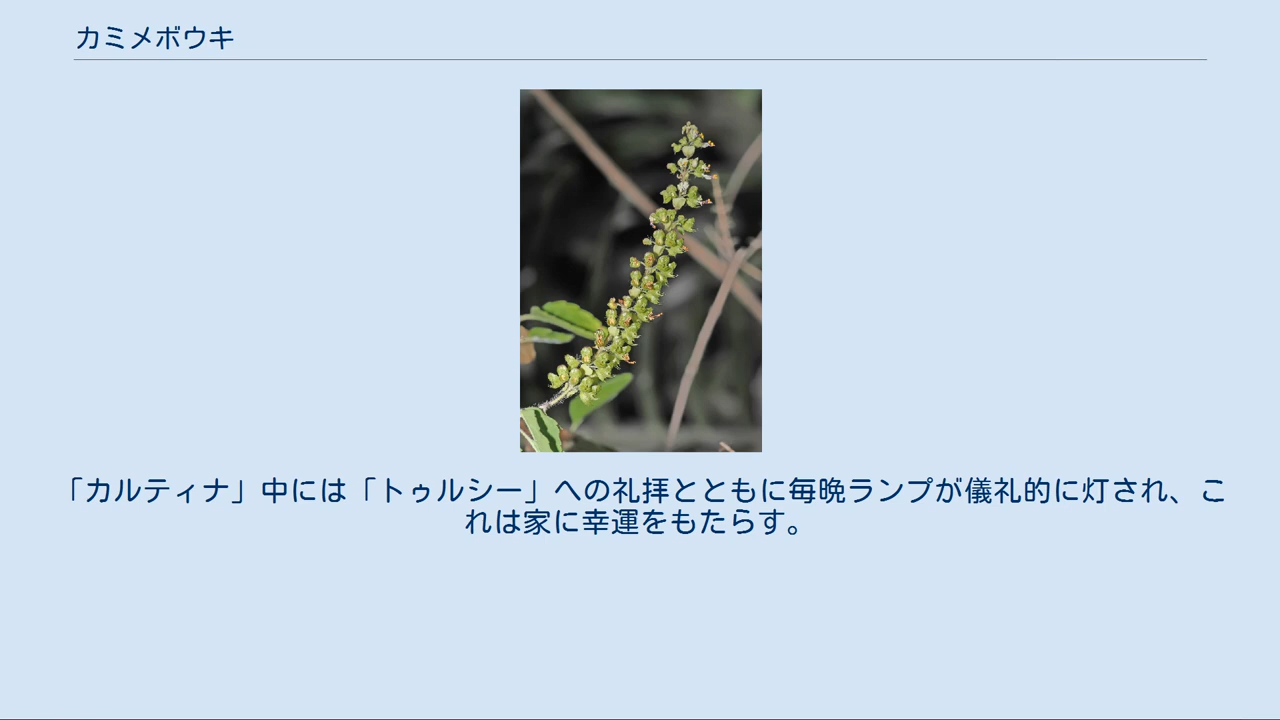 カミメボウキ
「カルティナ」中には「トゥルシー」への礼拝とともに毎晩ランプが儀礼的に灯され、こ
れは家に幸運をもたらす。